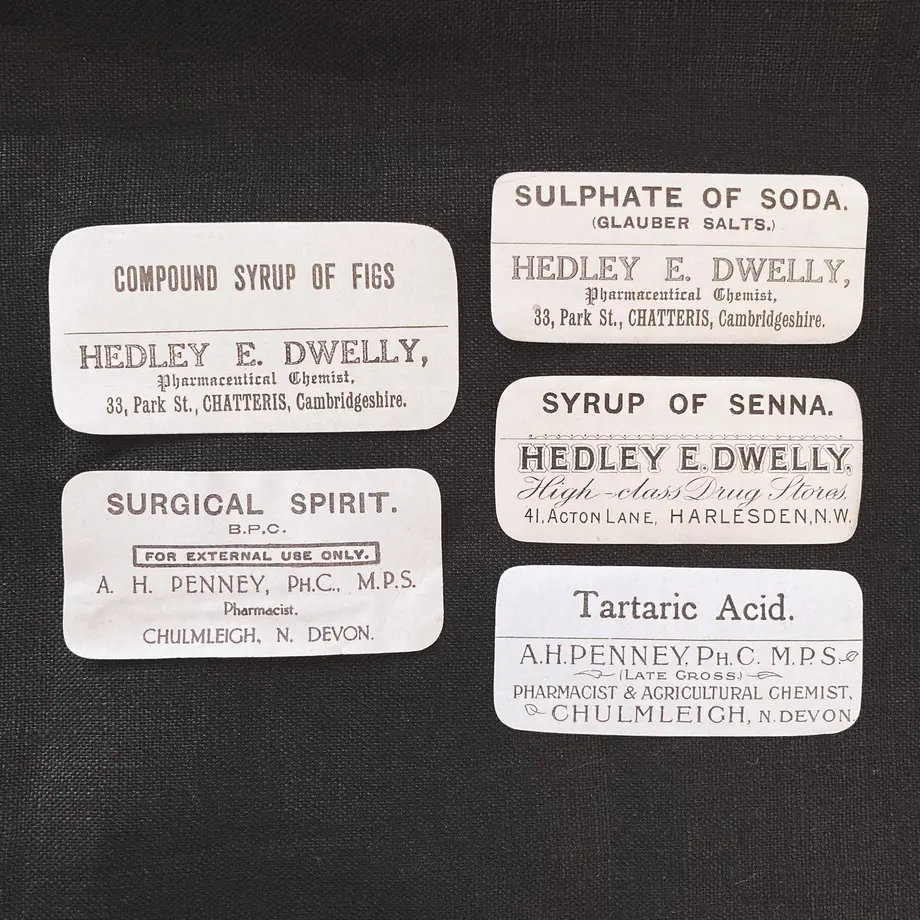 COMPOUND SYRUP OF FIGS
HEDLEY E. DWELLY,
Pharmaceutical Chemist,
33, Park St., CHATTERIS, Cambridgeshire.
SURGICAL SPIRIT.
B.P.C.
FOR EXTERNAL USE ONLY.
A. H. PENNEY, PH.C., M.P.S.
Pharmacist,
CHULMLEIGH, N. DEVON.
SULPHATE OF SODA.
(GLAUBER SALTS.)
HEDLEY E. DWELLY,
Pharmaceutical Chemist,
33, Park St., CHATTERIS, Cambridgeshire.
SYRUP OF SENNA.
HEDLEY E. DWELLY,
High-class Drug Stores.
41, ACTON LANE, HARLESDEN, N.W.
Tartaric Acid.
A.H. PENNEY, PH.C. M.P.S.
(LATE GROSS.)
PHARMACIST & AGRICULTURAL CHEMIST,
CHULMLEIGH, N. DEVON.